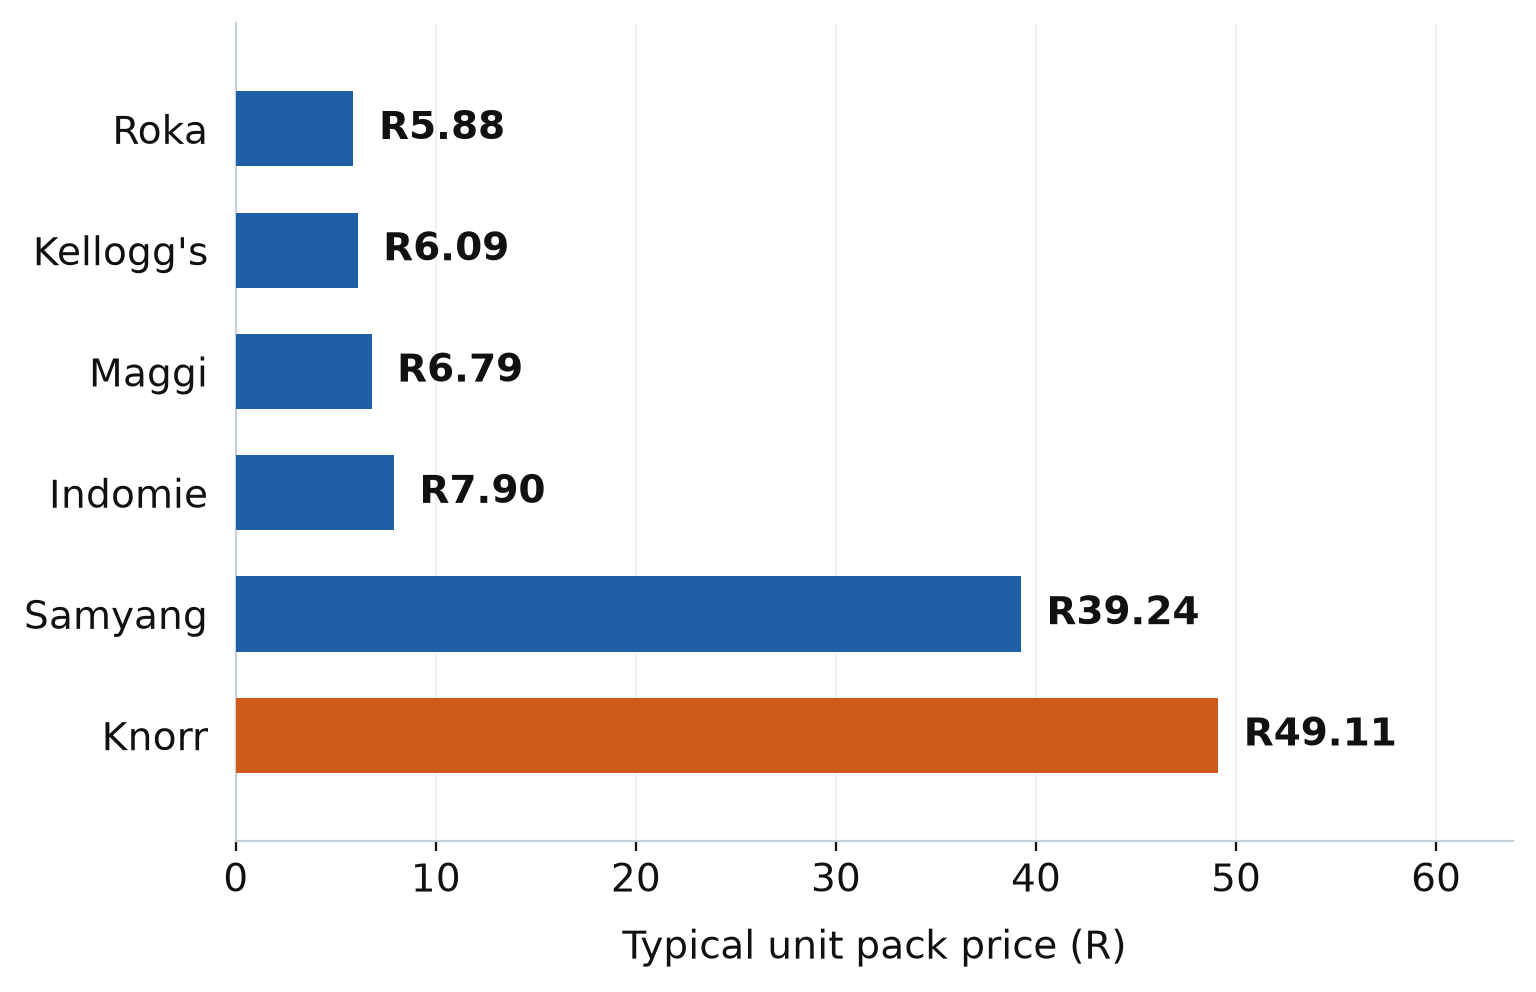 Roka R5.88
Kellogg's R6.09
Maggi R6.79
Indomie R7.90
Samyang R39.24
Knorr R49.11
0 10 20 30 40 50 60
Typical unit pack price (R)